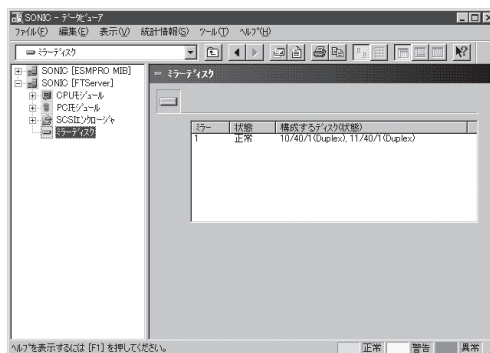 SONIC - データビューア
ファイル(F) 編集(E) 表示(V) 統計情報(S) ツール(T) ヘルプ(H)
ミラーディスク
SONIC [ESMPRO MIB]
SONIC [FTServer]
CPUモジュール
PCIモジュール
SCSIエンクロージャ
ミラーディスク
ミラーディスク
ミラー 状態 構成するディスク(状態)
1 正常 10/40/1(Duplex), 11/40/1(Duplex)
ヘルプを表示するには [F1] を押してください。 正常 警告 異常